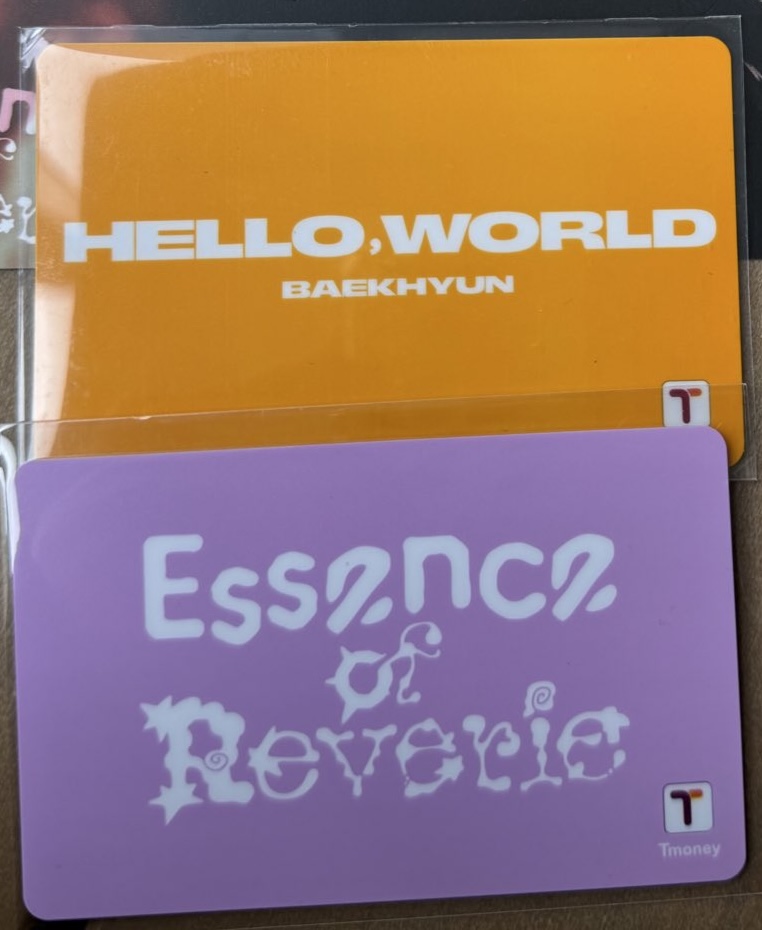 HELLO,WORLD
BAEKHYUN
T
Essence
of
Reverie
T
Tmoney